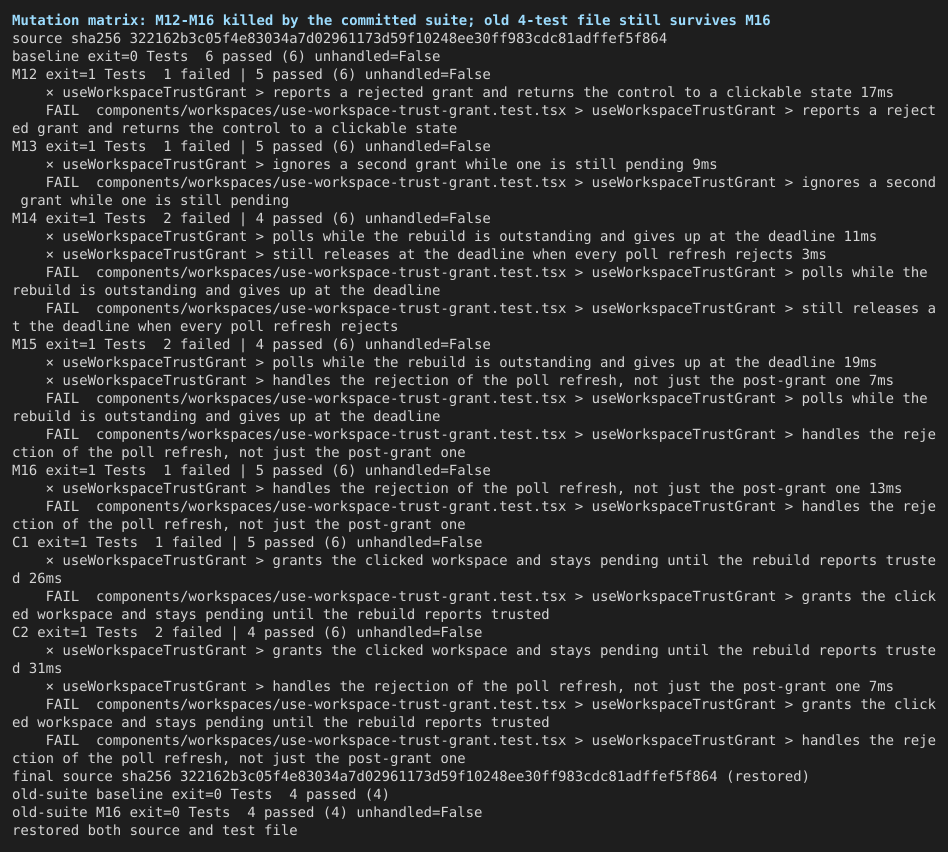 Mutation matrix: M12-M16 killed by the committed suite; old 4-test file still survives M16
source sha256 322162b3c05f4e83034a7d02961173d59f10248ee30ff983cdc81adffef5f864
baseline exit=0 Tests  6 passed (6) unhandled=False
M12 exit=1 Tests  1 failed | 5 passed (6) unhandled=False
    × useWorkspaceTrustGrant > reports a rejected grant and returns the control to a clickable state 17ms
    FAIL  components/workspaces/use-workspace-trust-grant.test.tsx > useWorkspaceTrustGrant > reports a reject
ed grant and returns the control to a clickable state
M13 exit=1 Tests  1 failed | 5 passed (6) unhandled=False
    × useWorkspaceTrustGrant > ignores a second grant while one is still pending 9ms
    FAIL  components/workspaces/use-workspace-trust-grant.test.tsx > useWorkspaceTrustGrant > ignores a second
 grant while one is still pending
M14 exit=1 Tests  2 failed | 4 passed (6) unhandled=False
    × useWorkspaceTrustGrant > polls while the rebuild is outstanding and gives up at the deadline 11ms
    × useWorkspaceTrustGrant > still releases at the deadline when every poll refresh rejects 3ms
    FAIL  components/workspaces/use-workspace-trust-grant.test.tsx > useWorkspaceTrustGrant > polls while the
rebuild is outstanding and gives up at the deadline
    FAIL  components/workspaces/use-workspace-trust-grant.test.tsx > useWorkspaceTrustGrant > still releases a
t the deadline when every poll refresh rejects
M15 exit=1 Tests  2 failed | 4 passed (6) unhandled=False
    × useWorkspaceTrustGrant > polls while the rebuild is outstanding and gives up at the deadline 19ms
    × useWorkspaceTrustGrant > handles the rejection of the poll refresh, not just the post-grant one 7ms
    FAIL  components/workspaces/use-workspace-trust-grant.test.tsx > useWorkspaceTrustGrant > polls while the
rebuild is outstanding and gives up at the deadline
    FAIL  components/workspaces/use-workspace-trust-grant.test.tsx > useWorkspaceTrustGrant > handles the reje
ction of the poll refresh, not just the post-grant one
M16 exit=1 Tests  1 failed | 5 passed (6) unhandled=False
    × useWorkspaceTrustGrant > handles the rejection of the poll refresh, not just the post-grant one 13ms
    FAIL  components/workspaces/use-workspace-trust-grant.test.tsx > useWorkspaceTrustGrant > handles the reje
ction of the poll refresh, not just the post-grant one
C1 exit=1 Tests  1 failed | 5 passed (6) unhandled=False
    × useWorkspaceTrustGrant > grants the clicked workspace and stays pending until the rebuild reports truste
d 26ms
    FAIL  components/workspaces/use-workspace-trust-grant.test.tsx > useWorkspaceTrustGrant > grants the click
ed workspace and stays pending until the rebuild reports trusted
C2 exit=1 Tests  2 failed | 4 passed (6) unhandled=False
    × useWorkspaceTrustGrant > grants the clicked workspace and stays pending until the rebuild reports truste
d 31ms
    × useWorkspaceTrustGrant > handles the rejection of the poll refresh, not just the post-grant one 7ms
    FAIL  components/workspaces/use-workspace-trust-grant.test.tsx > useWorkspaceTrustGrant > grants the click
ed workspace and stays pending until the rebuild reports trusted
    FAIL  components/workspaces/use-workspace-trust-grant.test.tsx > useWorkspaceTrustGrant > handles the reje
ction of the poll refresh, not just the post-grant one
final source sha256 322162b3c05f4e83034a7d02961173d59f10248ee30ff983cdc81adffef5f864 (restored)
old-suite baseline exit=0 Tests  4 passed (4)
old-suite M16 exit=0 Tests  4 passed (4) unhandled=False
restored both source and test file